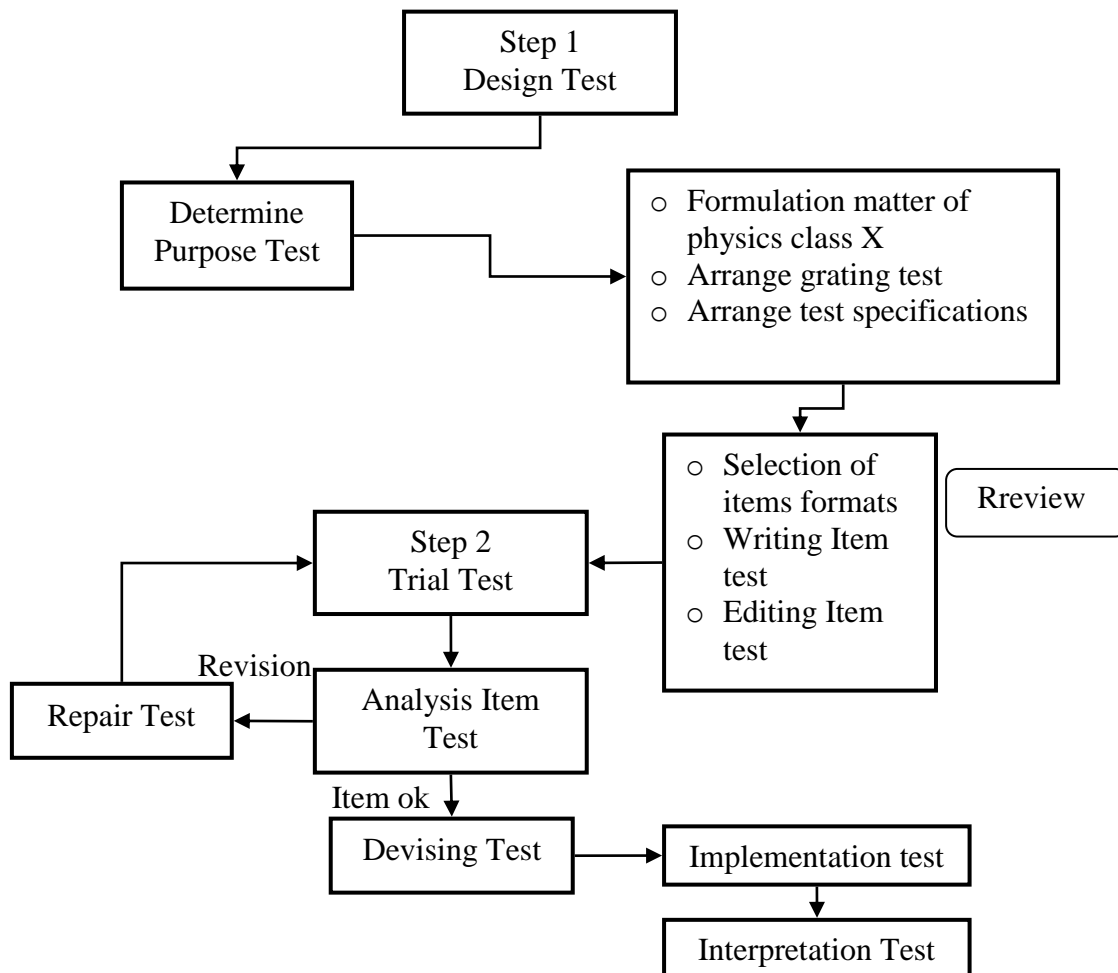 Step 1
Design Test
Determine
Purpose Test
o Formulation matter of
physics class X
o Arrange grating test
o Arrange test specifications
o Selection of
items formats
o Writing Item
test
o Editing Item
test
Rreview
Step 2
Trial Test
Revision
Repair Test
Analysis Item
Test
Item ok
Devising Test
Implementation test
Interpretation Test